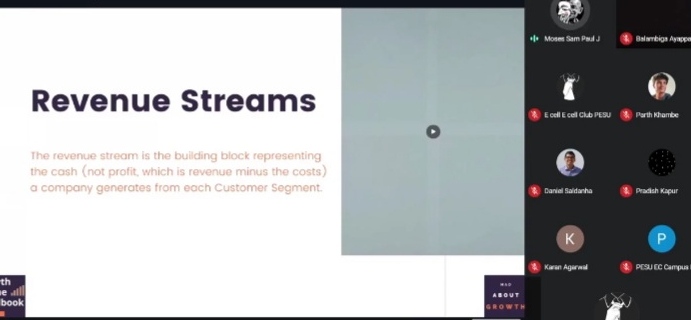 Revenue Streams
The revenue stream is the building block representing
the cash (not profit, which is revenue minus the costs)
a company generates from each Customer Segment.
MAD
ABOUT
GROWTH
Moses Sam Paul J
Balambiga Ayappa
E cell E cell Club PESU
Parth Khambe
Daniel Saldanha
Pradish Kapur
K
Karan Agarwal
P
PESU EC Campus